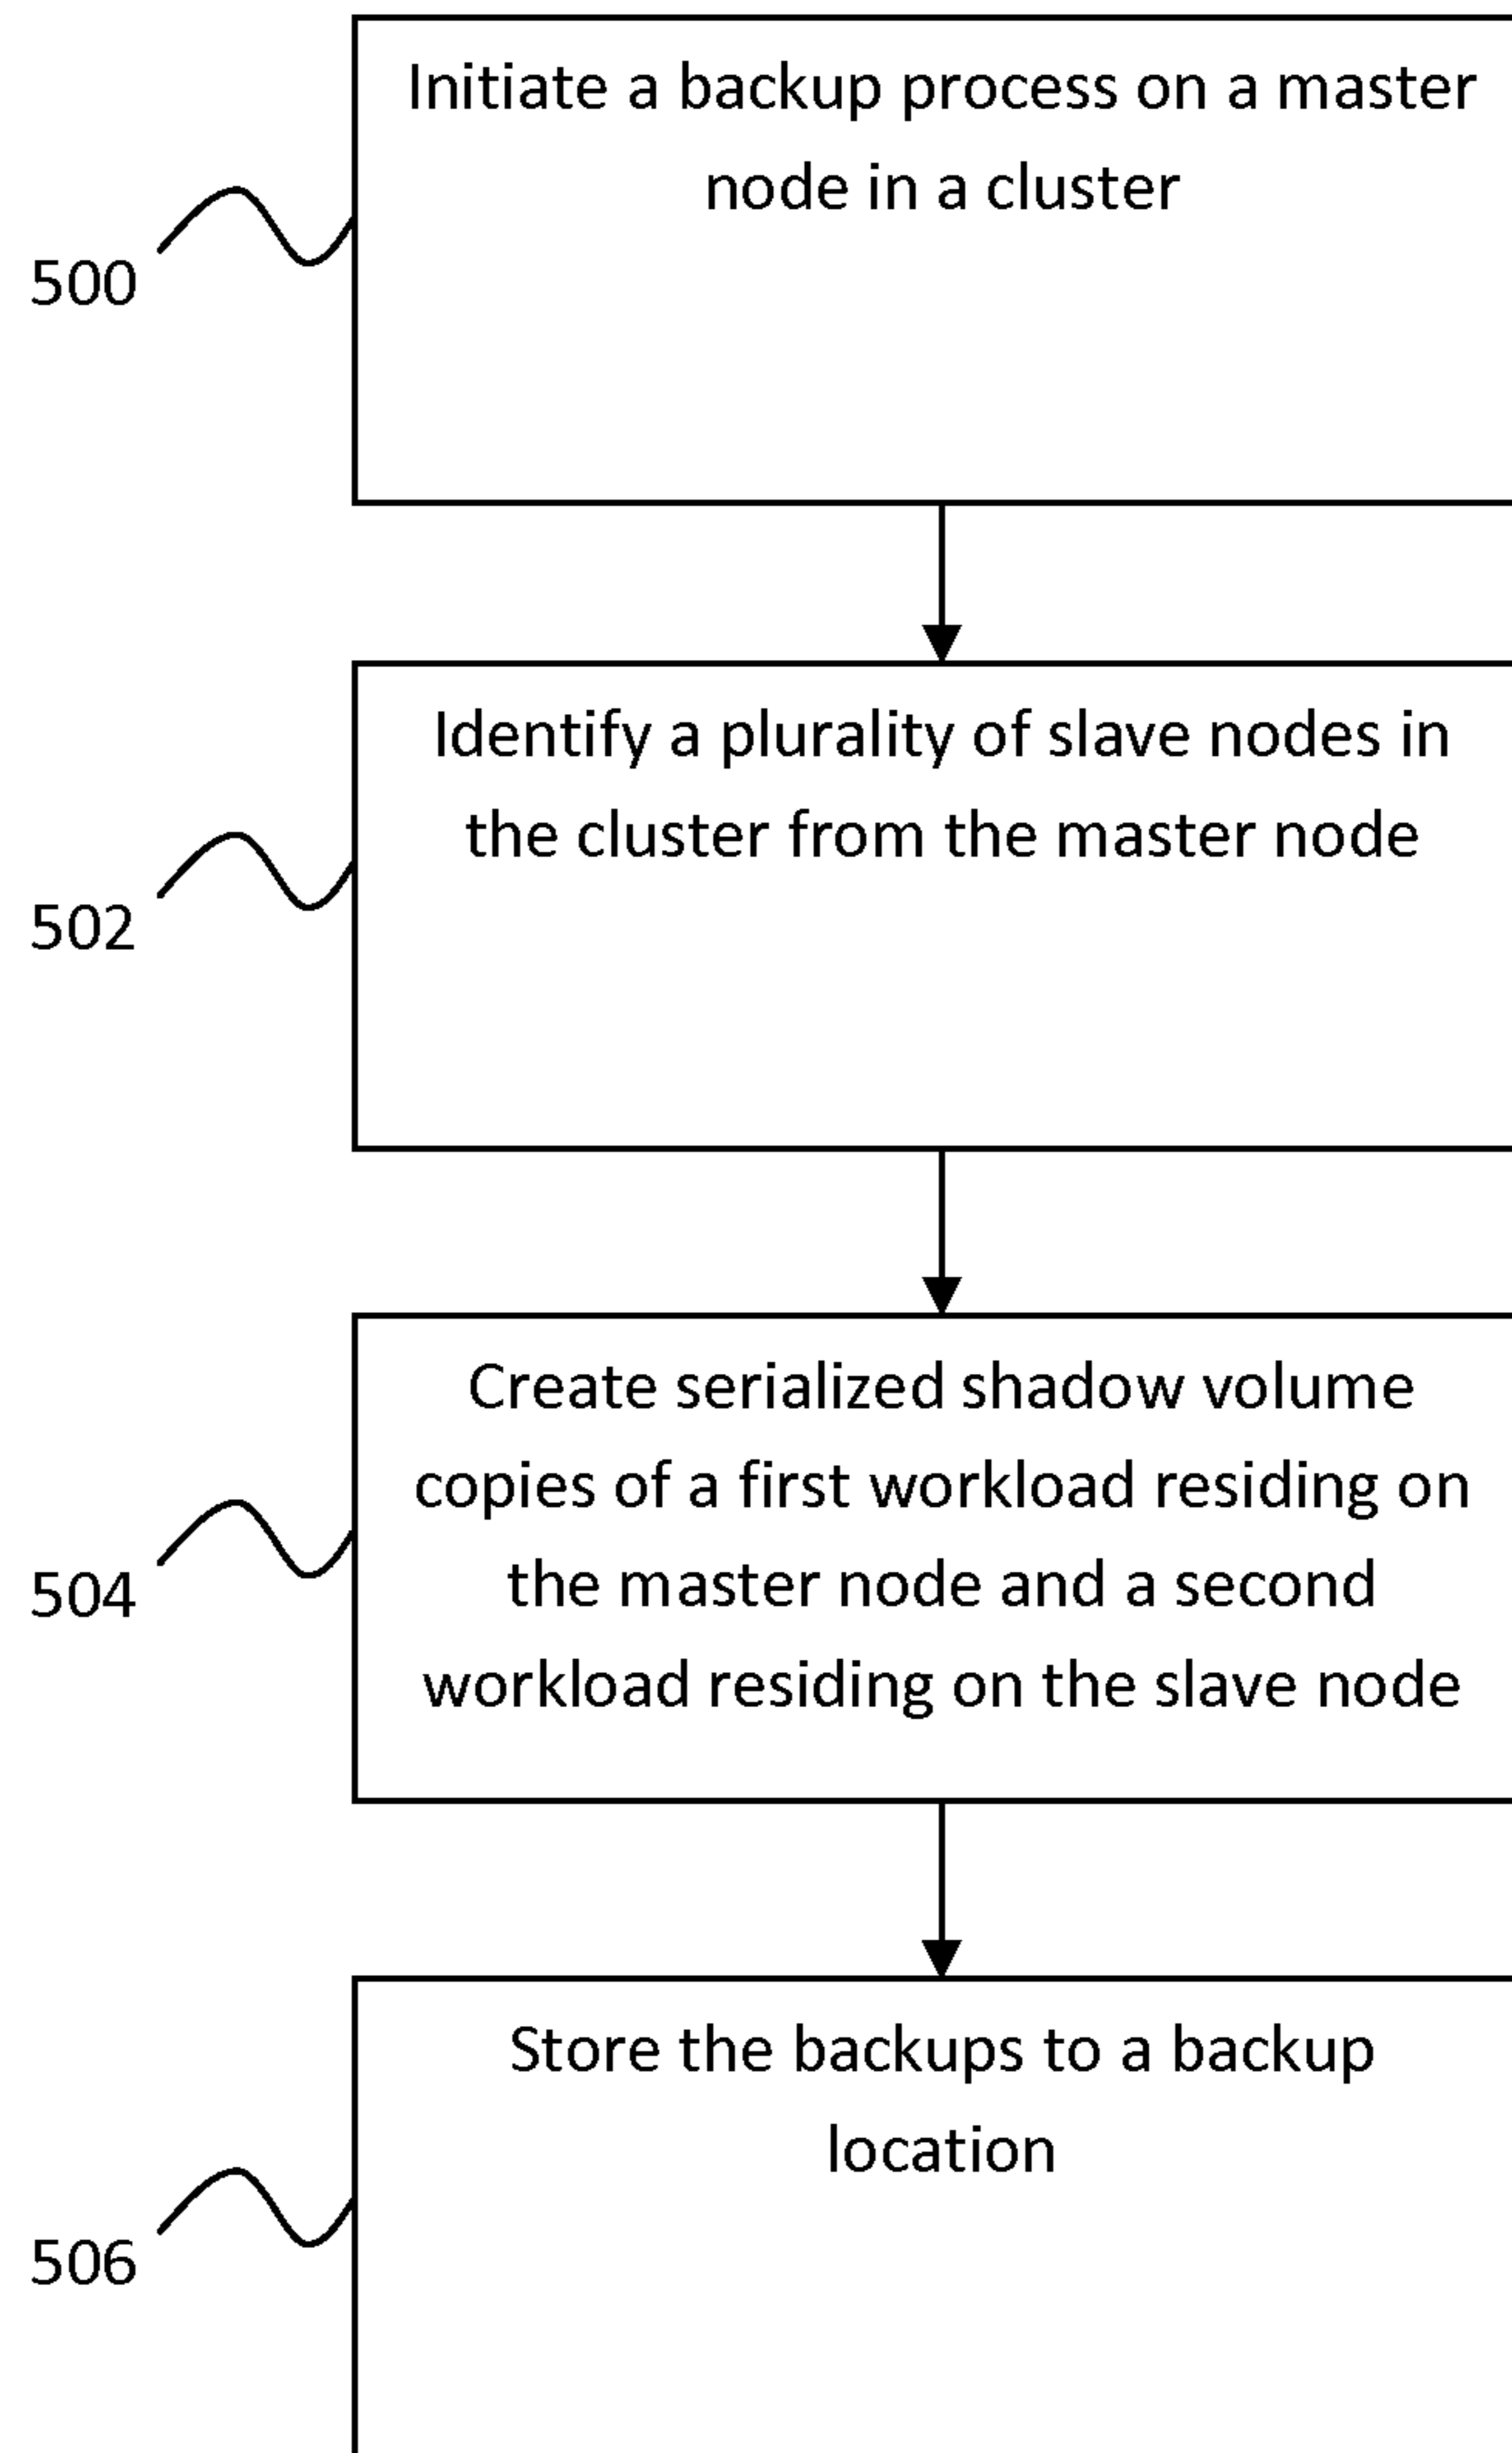 Initiate a backup process on a master
node in a cluster
500
Identify a plurality of slave nodes in
the cluster from the master node
502
Create serialized shadow volume
copies of a first workload residing on
the master node and a second
workload residing on the slave node
504
Store the backups to a backup
location
506